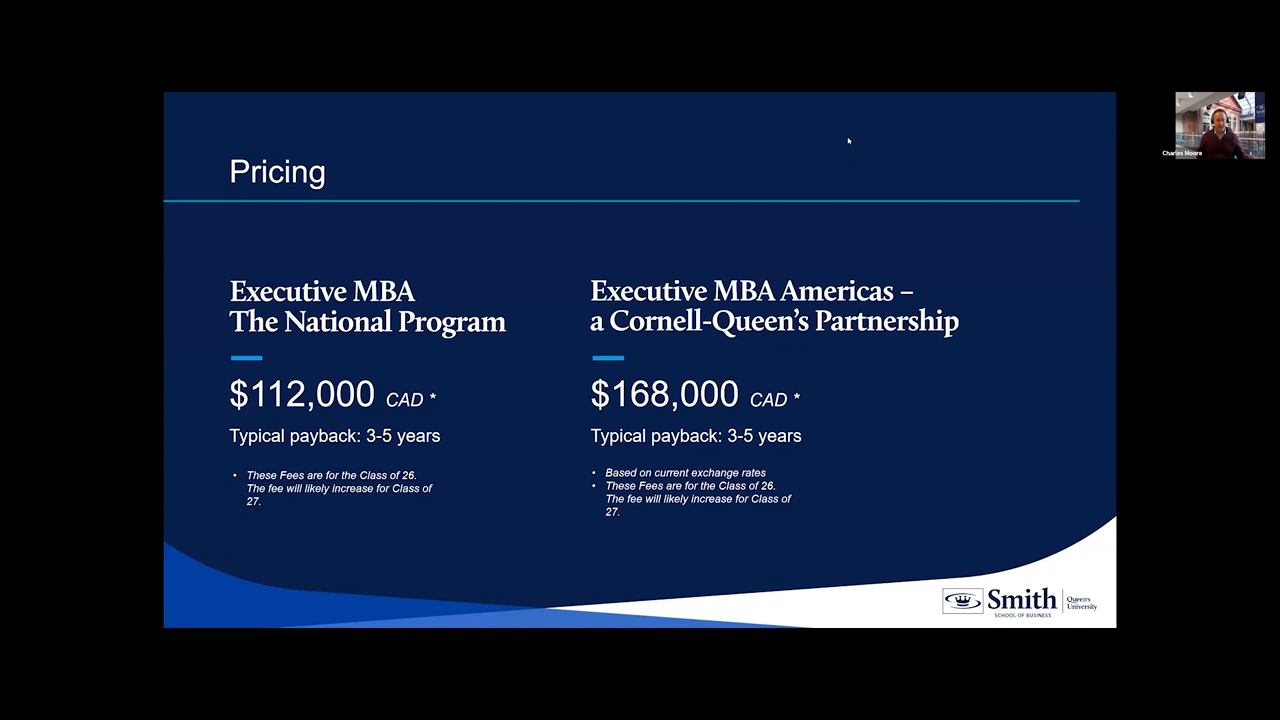 Pricing
Executive MBA
The National Program
$112,000 CAD *
Typical payback: 3-5 years
• These Fees are for the Class of 26.
The fee will likely increase for Class of
27.
Executive MBA Americas –
a Cornell-Queen's Partnership
$168,000 CAD *
Typical payback: 3-5 years
• Based on current exchange rates
• These Fees are for the Class of 26.
The fee will likely increase for Class of
27.
Charles Moore
Smith
SCHOOL OF BUSINESS
Queen's
University